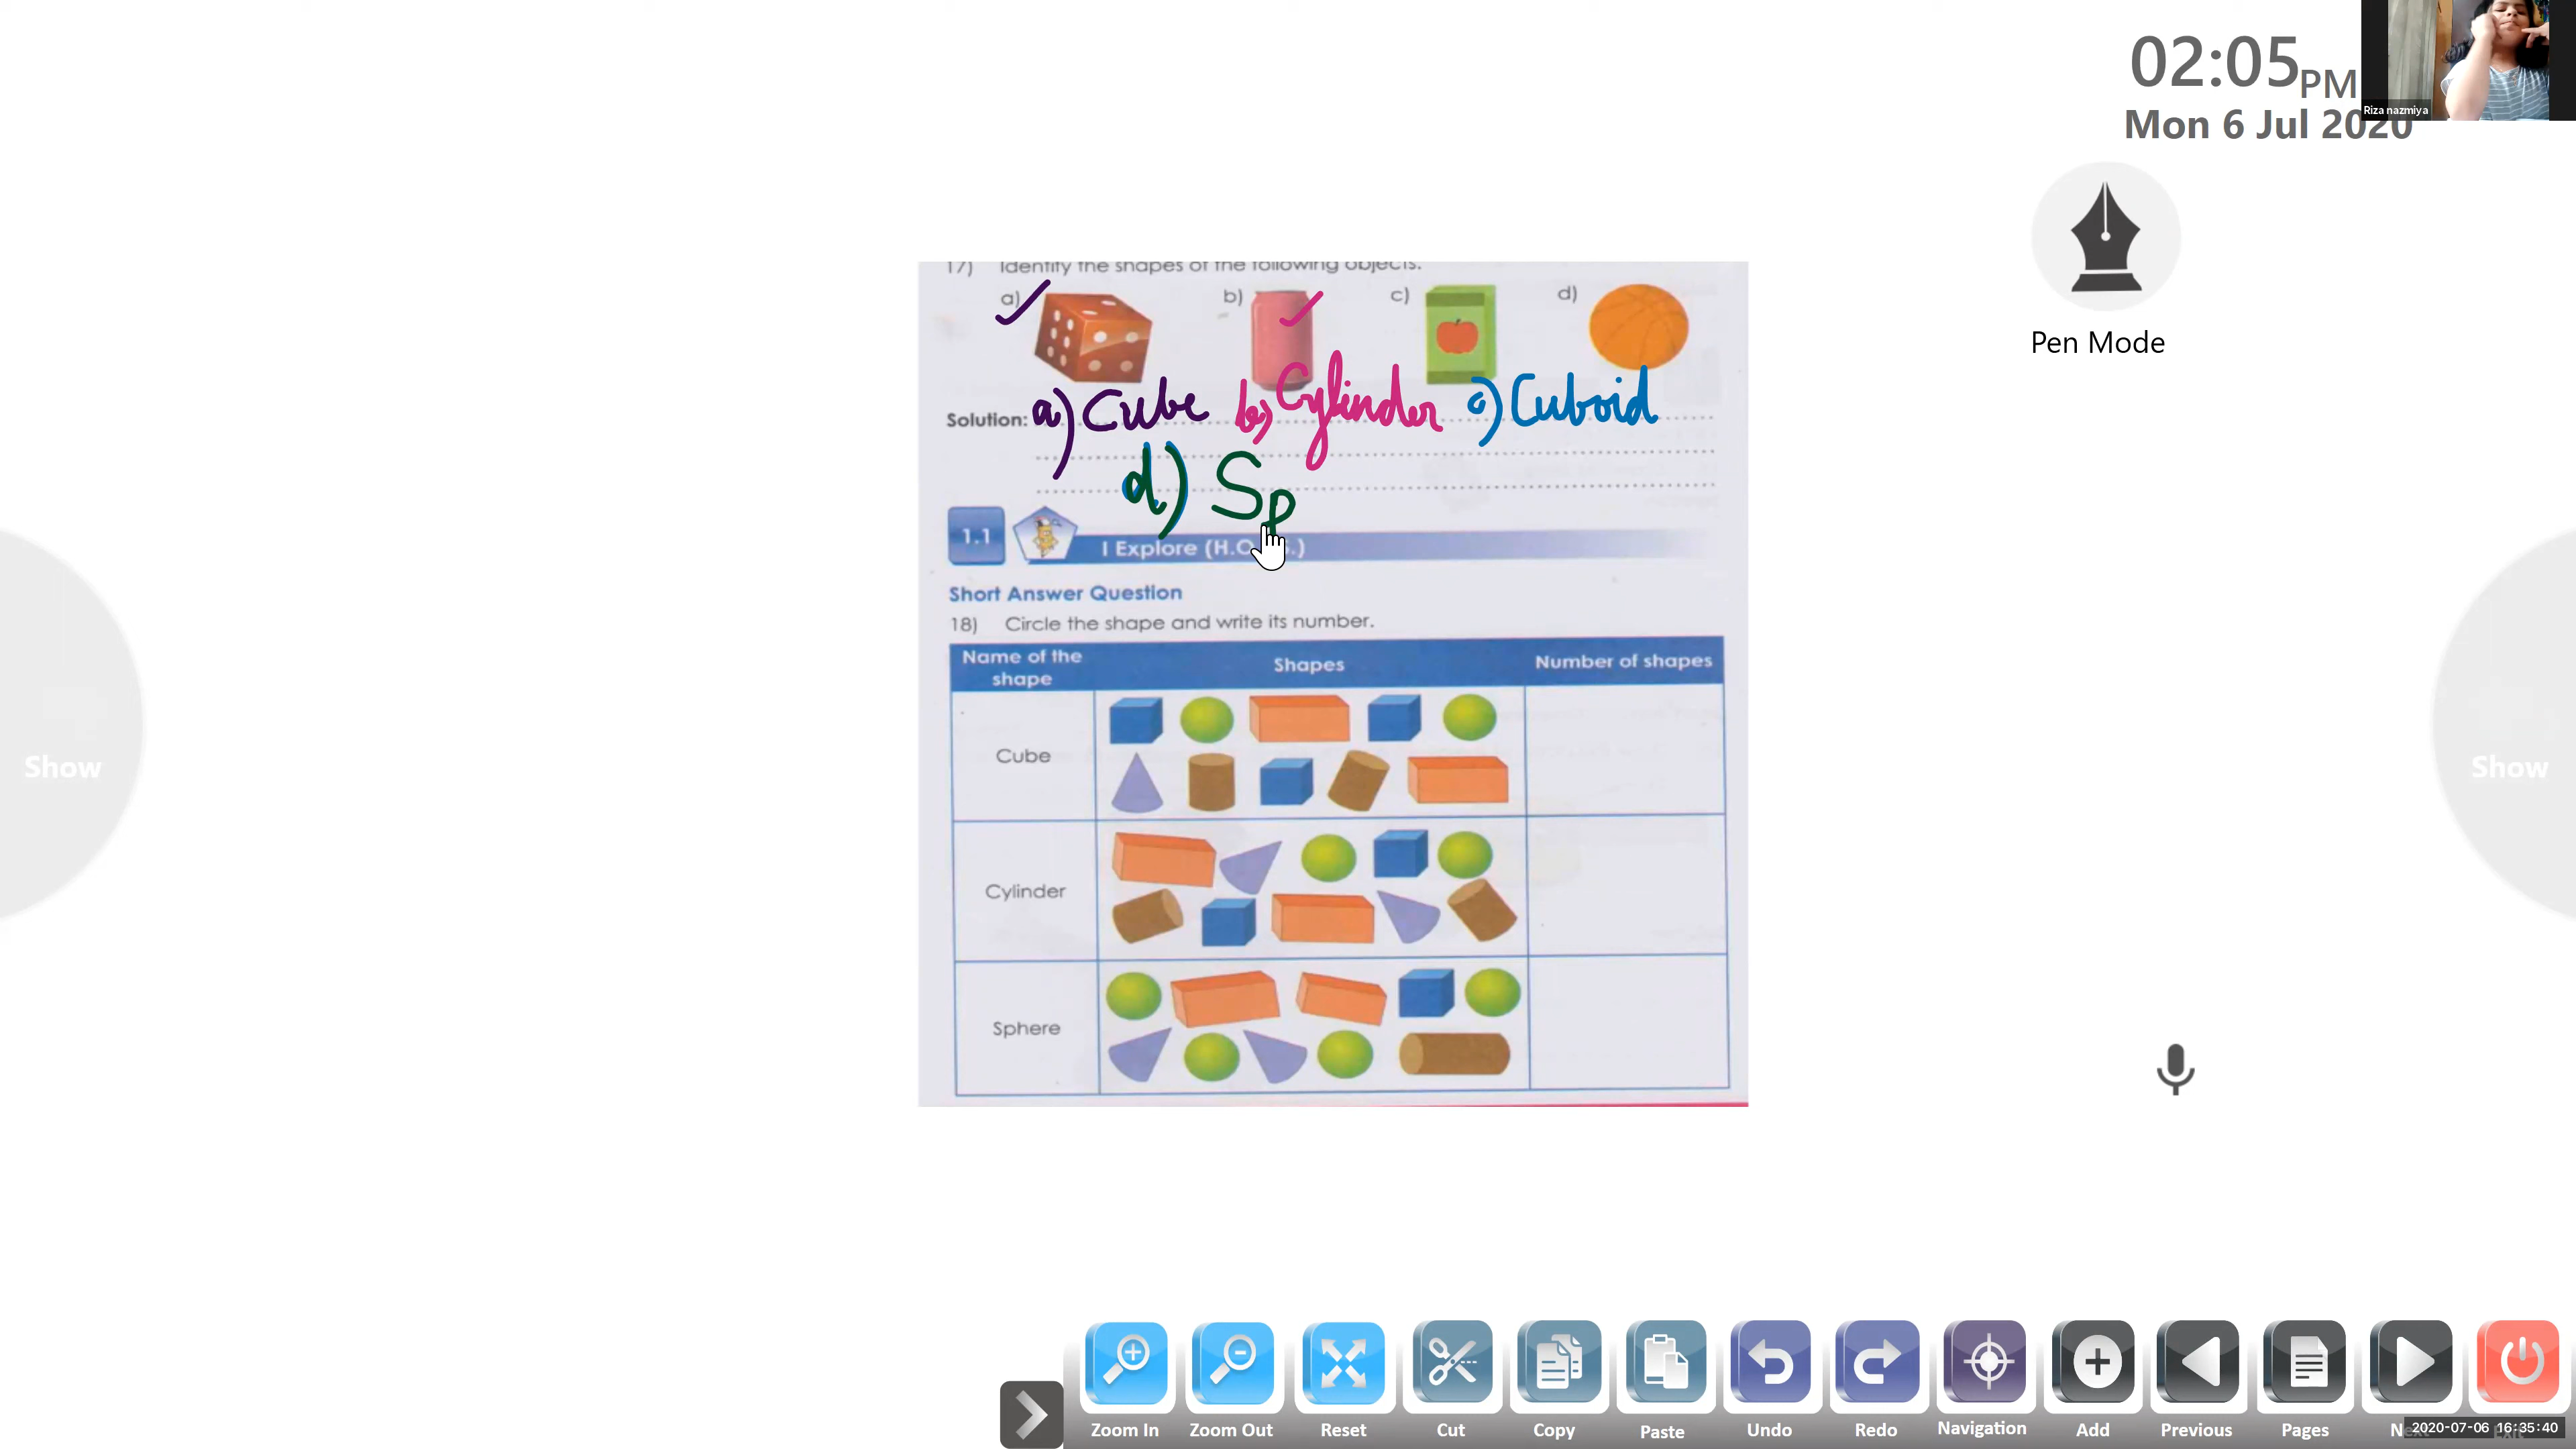 02:05 PM
Mon 6 Jul 2020
Riza nazmiya
Pen Mode
17) Identify the shapes of the following objects.
a) b) c) d)
Solution: a) Cube b) Cylinder c) Cuboid
d) Sp
1.1 I Explore (H.O
.)
Short Answer Question
18) Circle the shape and write its number.
Name of the shape Shapes Number of shapes
Cube
Cylinder
Sphere
Show
Show
Zoom In Zoom Out Reset Cut Copy Paste Undo Redo Navigation Add Previous Pages
2020-07-06 16:35:40